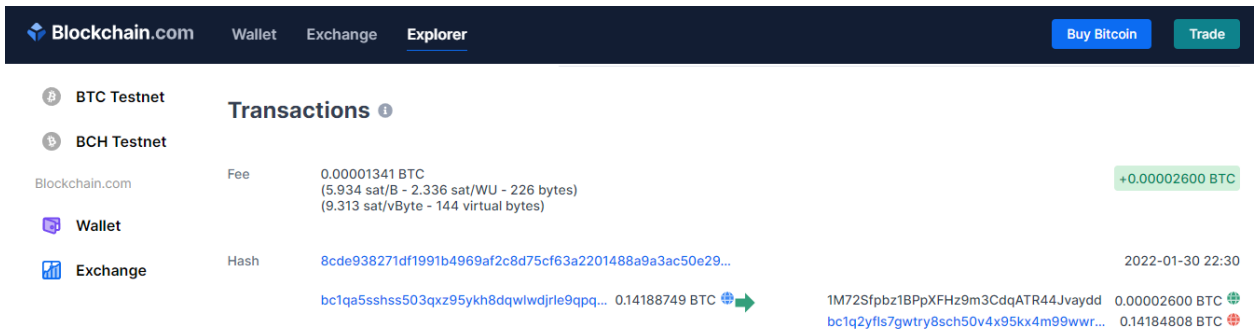 Blockchain.com Wallet Exchange Explorer Buy Bitcoin Trade
BTC Testnet
BCH Testnet
Blockchain.com
Wallet
Exchange
Transactions
Fee 0.00001341 BTC +0.00002600 BTC
(5.934 sat/B - 2.336 sat/WU - 226 bytes)
(9.313 sat/vByte - 144 virtual bytes)
Hash 8cde938271df1991b4969af2c8d75cf63a2201488a9a3ac50e29... 2022-01-30 22:30
bc1qa5sshss503qxz95ykh8dqwlwdjrle9qpq... 0.14188749 BTC 1M72Sfpbz1BPpXFHz9m3CdqATR44Jvaydd 0.00002600 BTC
bc1q2yfls7gwtry8sch50v4x95kx4m99wwr... 0.14184808 BTC